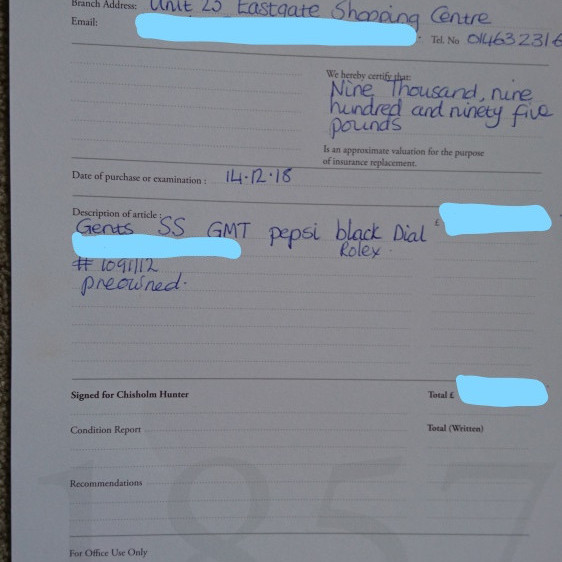 Branch Address: Unit 23 Eastgate Shopping Centre
Email:
Tel. No 01463 2316
We hereby certify that:
Nine Thousand, nine
hundred and ninety five
pounds
Is an approximate valuation for the purpose
of insurance replacement.
Date of purchase or examination : 14.12.18
Description of article : £
Gents SS GMT pepsi black Dial
Rolex.
# 1091112
preowned.
Signed for Chisholm Hunter Total £
Condition Report Total (Written)
Recommendations
1857
For Office Use Only